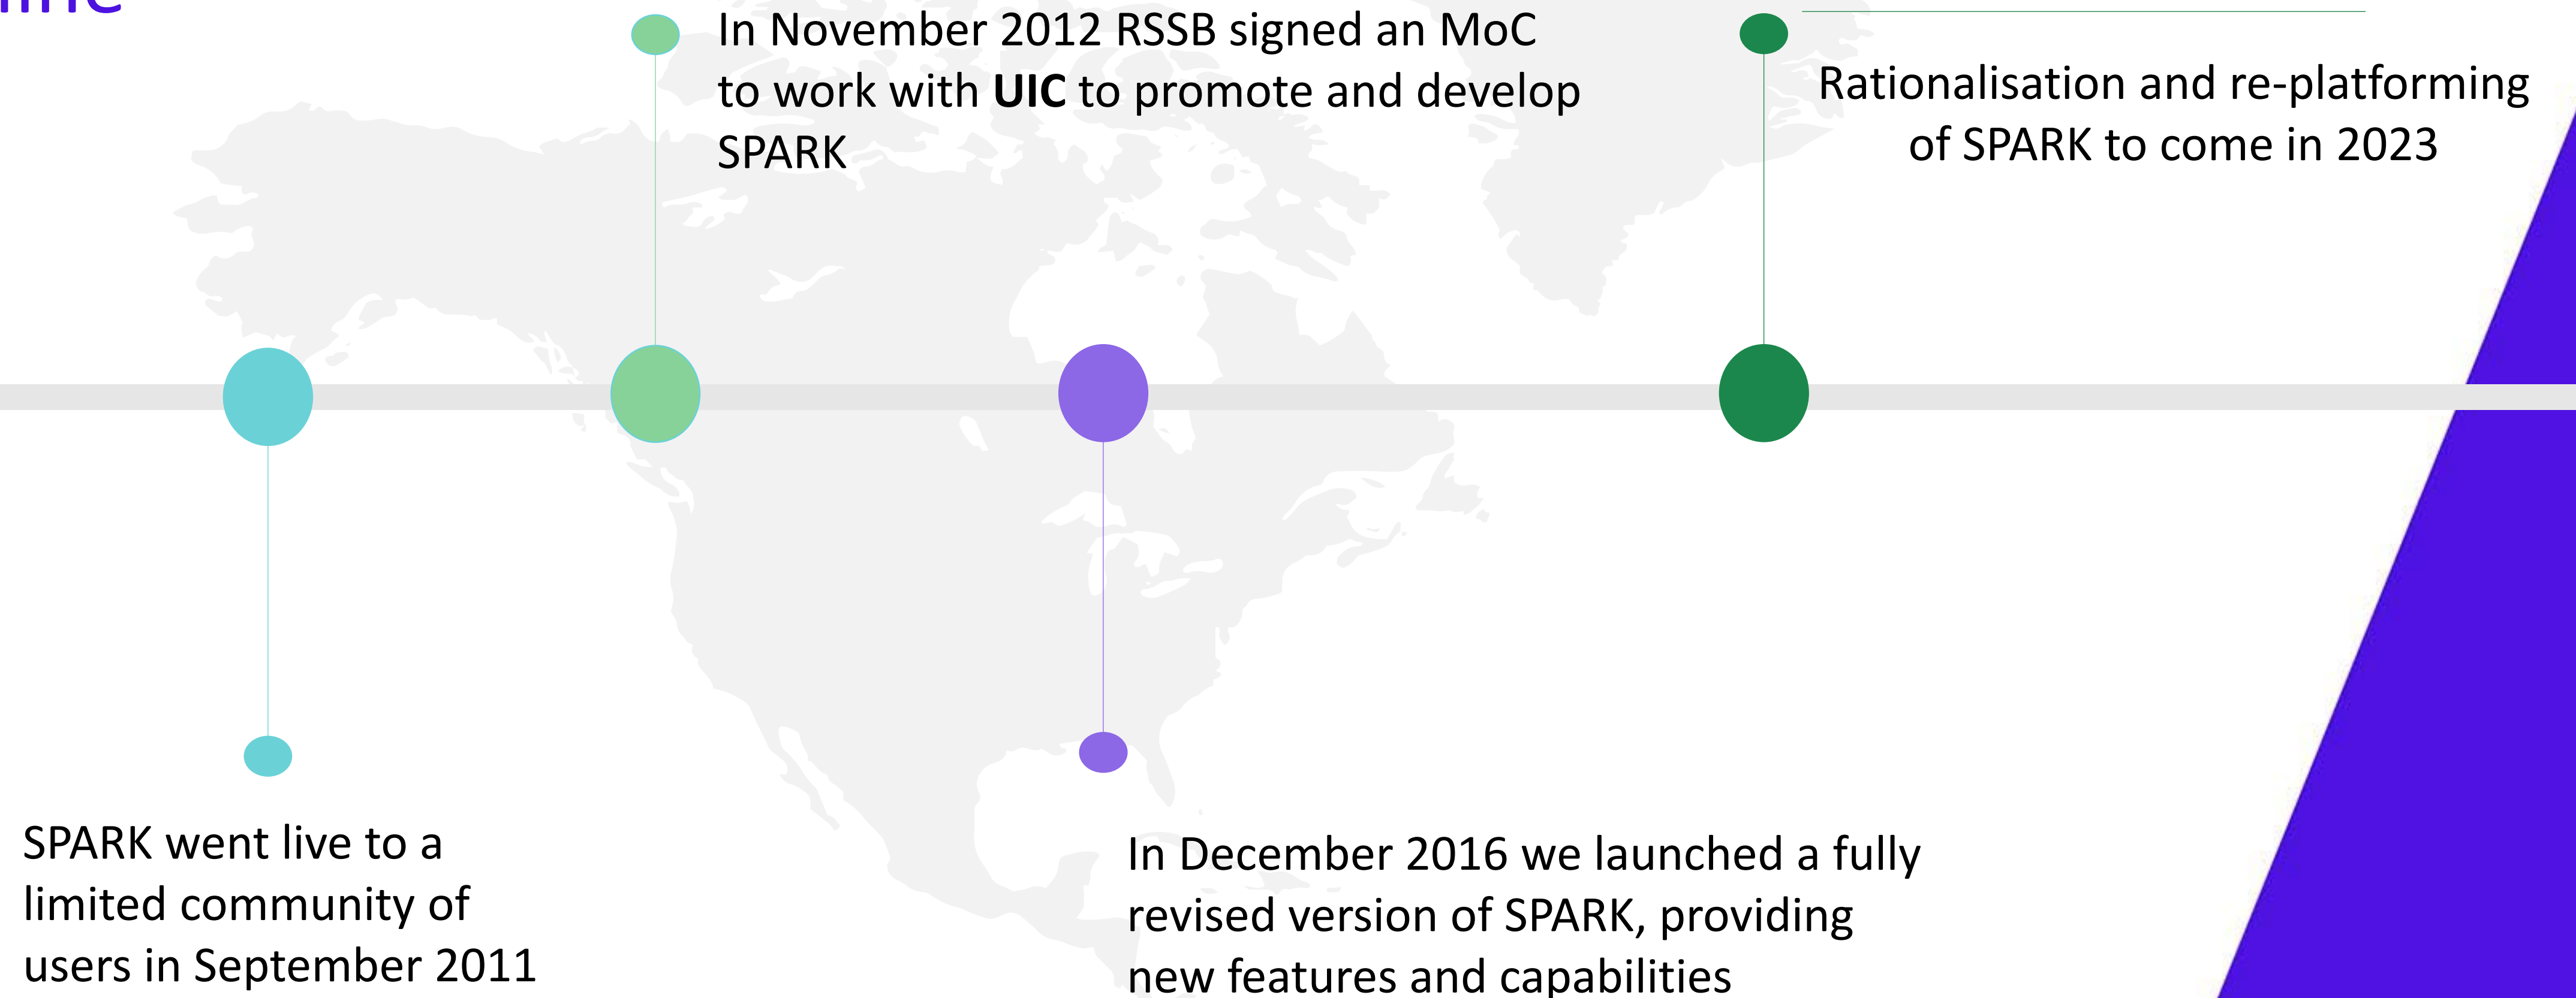 In November 2012 RSSB signed an MoC
to work with UIC to promote and develop
SPARK
Rationalisation and re-platforming
of SPARK to come in 2023
SPARK went live to a
limited community of
users in September 2011
In December 2016 we launched a fully
revised version of SPARK, providing
new features and capabilities